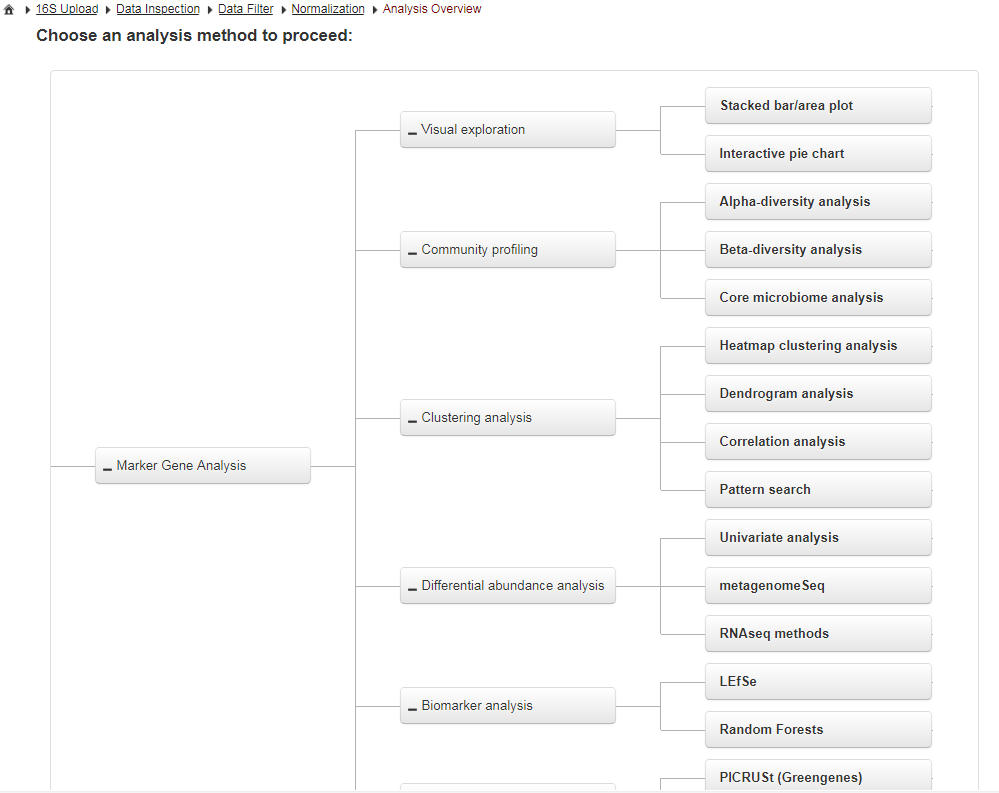 16S Upload Data Inspection Data Filter Normalization Analysis Overview
Choose an analysis method to proceed:
Marker Gene Analysis
Visual exploration
Stacked bar/area plot
Interactive pie chart
Community profiling
Alpha-diversity analysis
Beta-diversity analysis
Core microbiome analysis
Clustering analysis
Heatmap clustering analysis
Dendrogram analysis
Correlation analysis
Pattern search
Differential abundance analysis
Univariate analysis
metagenomeSeq
RNAseq methods
Biomarker analysis
LEfSe
Random Forests
PICRUSt (Greengenes)